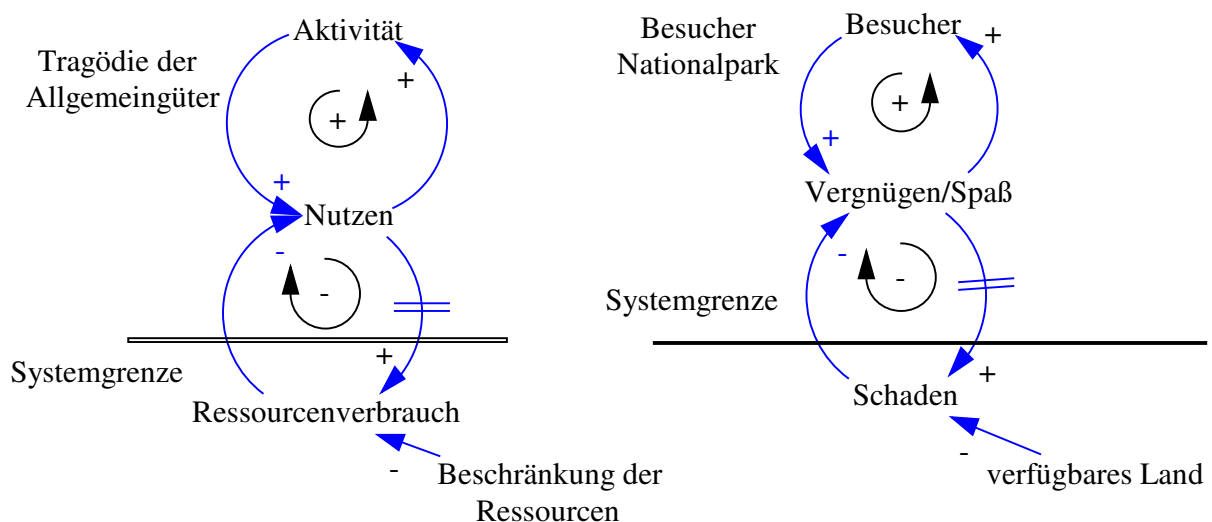 Aktivität
Tragödie der
Allgemeingüter
+
+
+
Nutzen
-
-
+
Systemgrenze
Ressourcenverbrauch
-
Beschränkung der
Ressourcen
Besucher
Nationalpark
Besucher
+
+
+
Vergnügen/Spaß
-
-
Systemgrenze
+
Schaden
-
verfügbares Land